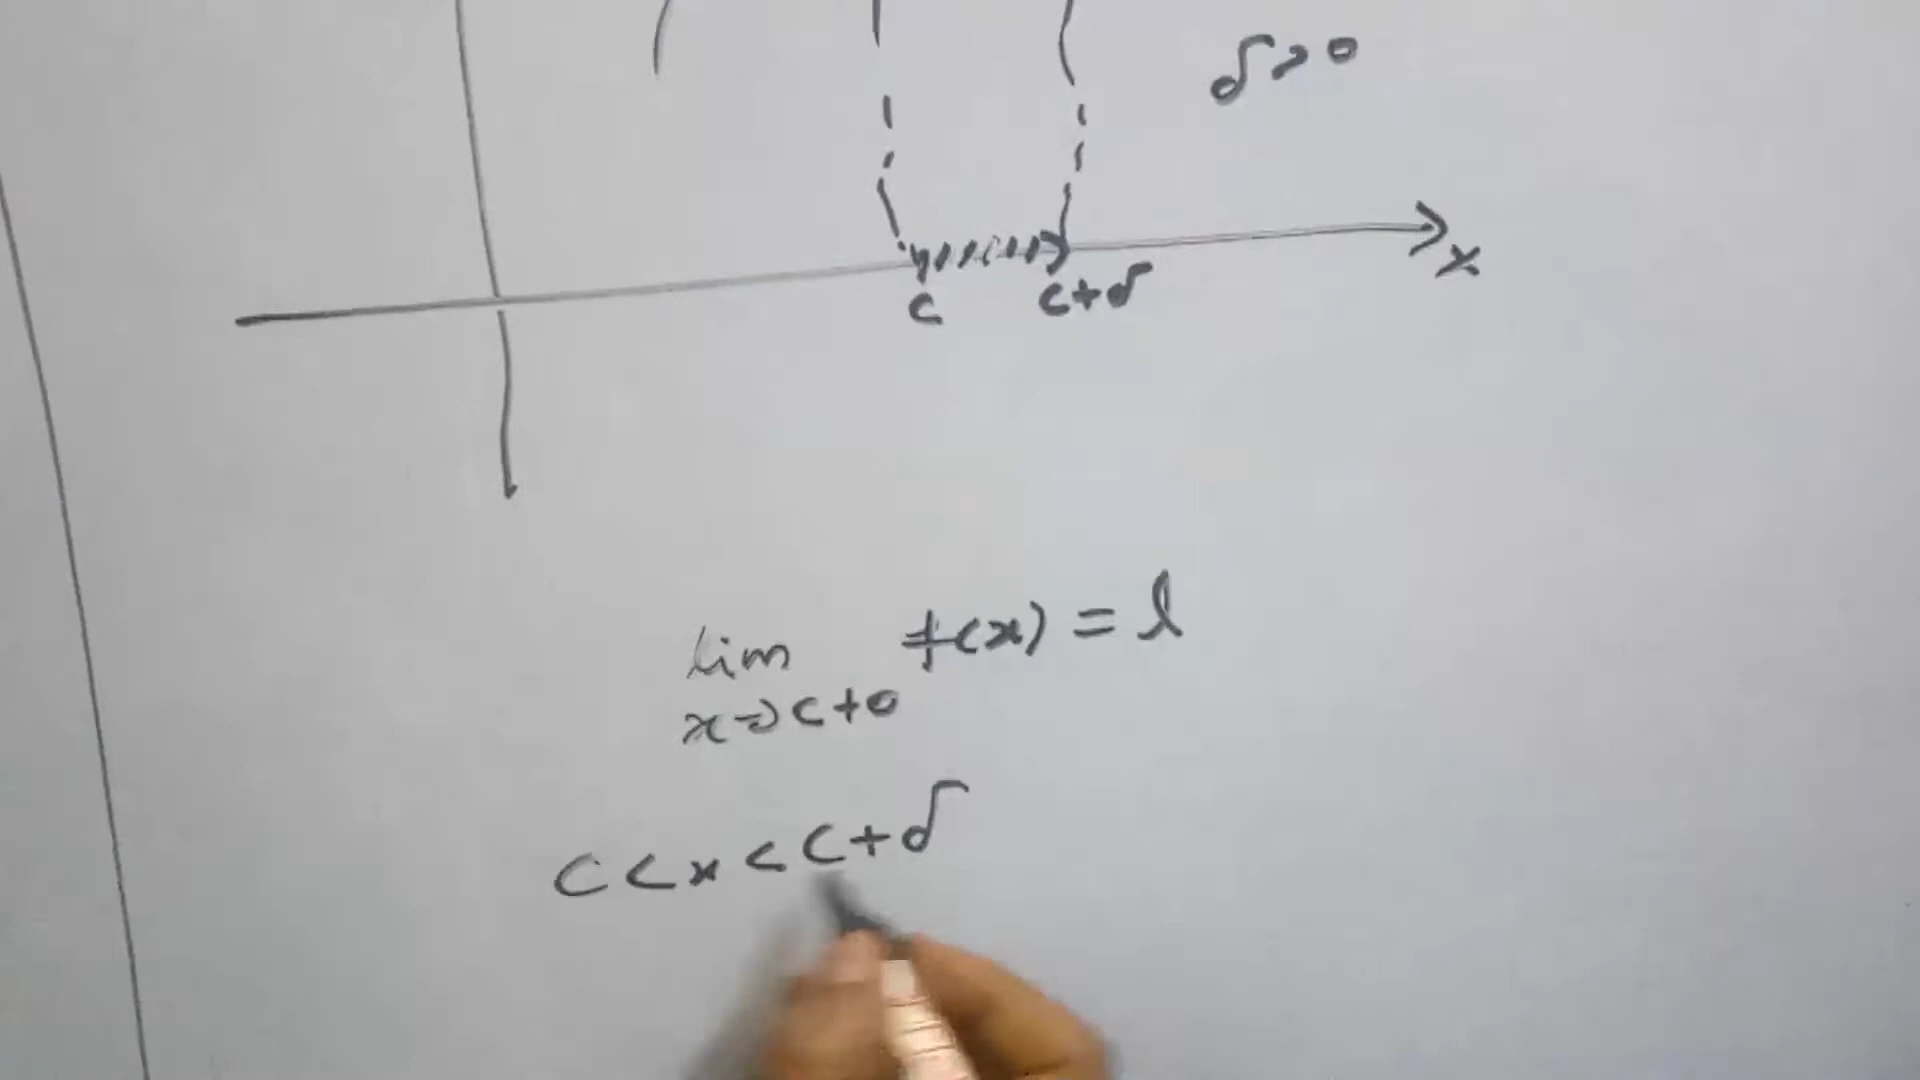 δ > 0
x
c c+δ
lim f(x) = l
x→c+0
c < x < c+δ